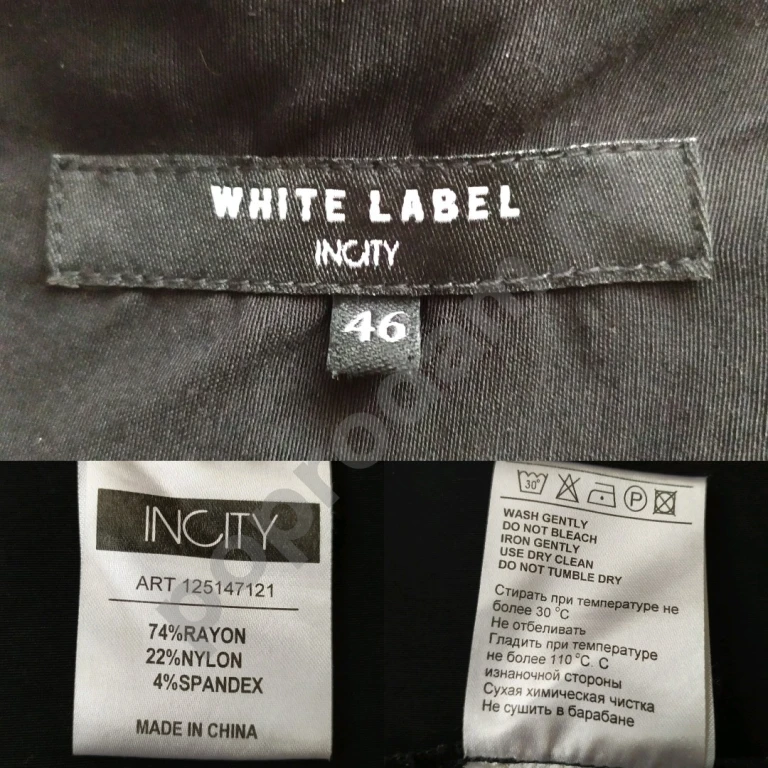 WHITE LABEL
INCITY
46
INCITY
ART 125147121
74%RAYON
22%NYLON
4%SPANDEX
MADE IN CHINA
30°
P
WASH GENTLY
DO NOT BLEACH
IRON GENTLY
USE DRY CLEAN
DO NOT TUMBLE DRY
Стирать при температуре не
более 30 °C
Не отбеливать
Гладить при температуре
не более 110 °C. С
изнаночной стороны
Сухая химическая чистка
Не сушить в барабане